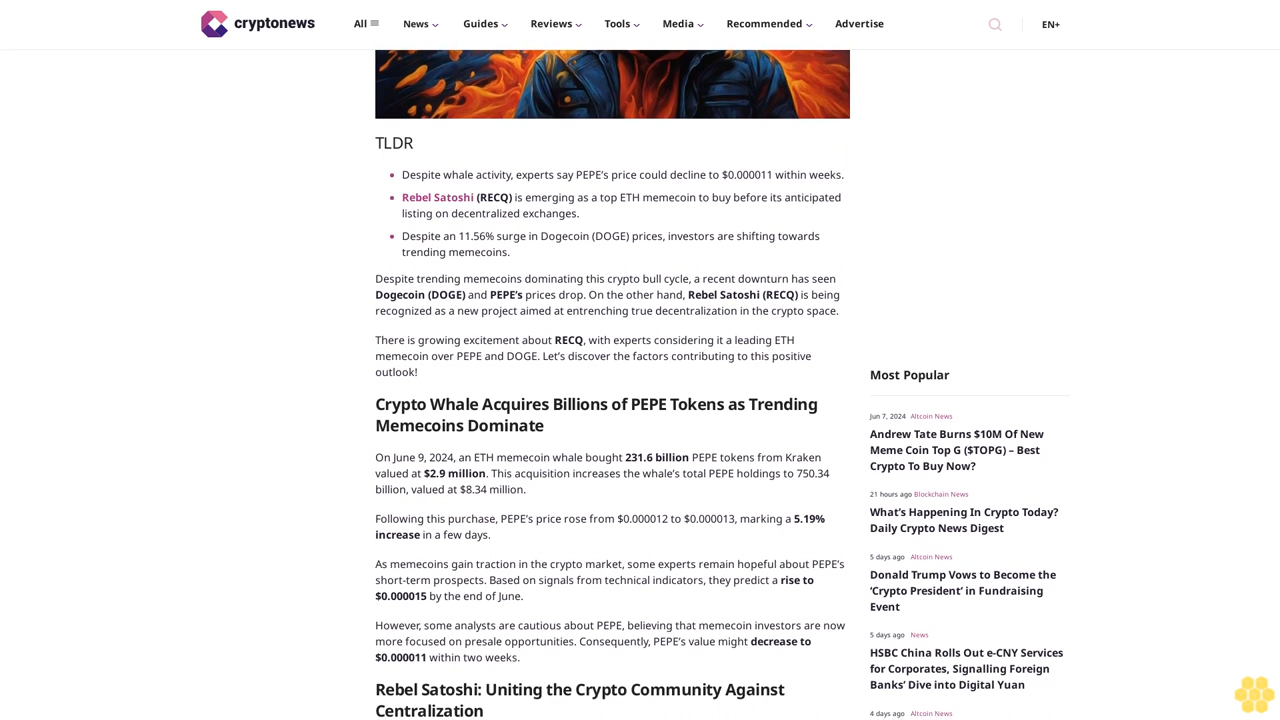 cryptonews
All
News
Guides
Reviews
Tools
Media
Recommended
Advertise
EN+
TLDR
Despite whale activity, experts say PEPE’s price could decline to $0.000011 within weeks.
Rebel Satoshi (RECQ) is emerging as a top ETH memecoin to buy before its anticipated
listing on decentralized exchanges.
Despite an 11.56% surge in Dogecoin (DOGE) prices, investors are shifting towards
trending memecoins.
Despite trending memecoins dominating this crypto bull cycle, a recent downturn has seen
Dogecoin (DOGE) and PEPE’s prices drop. On the other hand, Rebel Satoshi (RECQ) is being
recognized as a new project aimed at entrenching true decentralization in the crypto space.
There is growing excitement about RECQ, with experts considering it a leading ETH
memecoin over PEPE and DOGE. Let’s discover the factors contributing to this positive
outlook!
Crypto Whale Acquires Billions of PEPE Tokens as Trending
Memecoins Dominate
On June 9, 2024, an ETH memecoin whale bought 231.6 billion PEPE tokens from Kraken
valued at $2.9 million. This acquisition increases the whale’s total PEPE holdings to 750.34
billion, valued at $8.34 million.
Following this purchase, PEPE’s price rose from $0.000012 to $0.000013, marking a 5.19%
increase in a few days.
As memecoins gain traction in the crypto market, some experts remain hopeful about PEPE’s
short-term prospects. Based on signals from technical indicators, they predict a rise to
$0.000015 by the end of June.
However, some analysts are cautious about PEPE, believing that memecoin investors are now
more focused on presale opportunities. Consequently, PEPE’s value might decrease to
$0.000011 within two weeks.
Rebel Satoshi: Uniting the Crypto Community Against
Centralization
Most Popular
Jun 7, 2024 Altcoin News
Andrew Tate Burns $10M Of New
Meme Coin Top G ($TOPG) – Best
Crypto To Buy Now?
21 hours ago Blockchain News
What’s Happening In Crypto Today?
Daily Crypto News Digest
5 days ago Altcoin News
Donald Trump Vows to Become the
‘Crypto President’ in Fundraising
Event
5 days ago News
HSBC China Rolls Out e-CNY Services
for Corporates, Signalling Foreign
Banks’ Dive into Digital Yuan
4 days ago Altcoin News